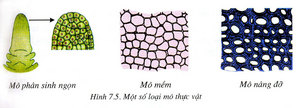 Mô phân sinh ngọn Mô mềm Mô nâng đỡ
Hình 7.5. Một số loại mô thực vật